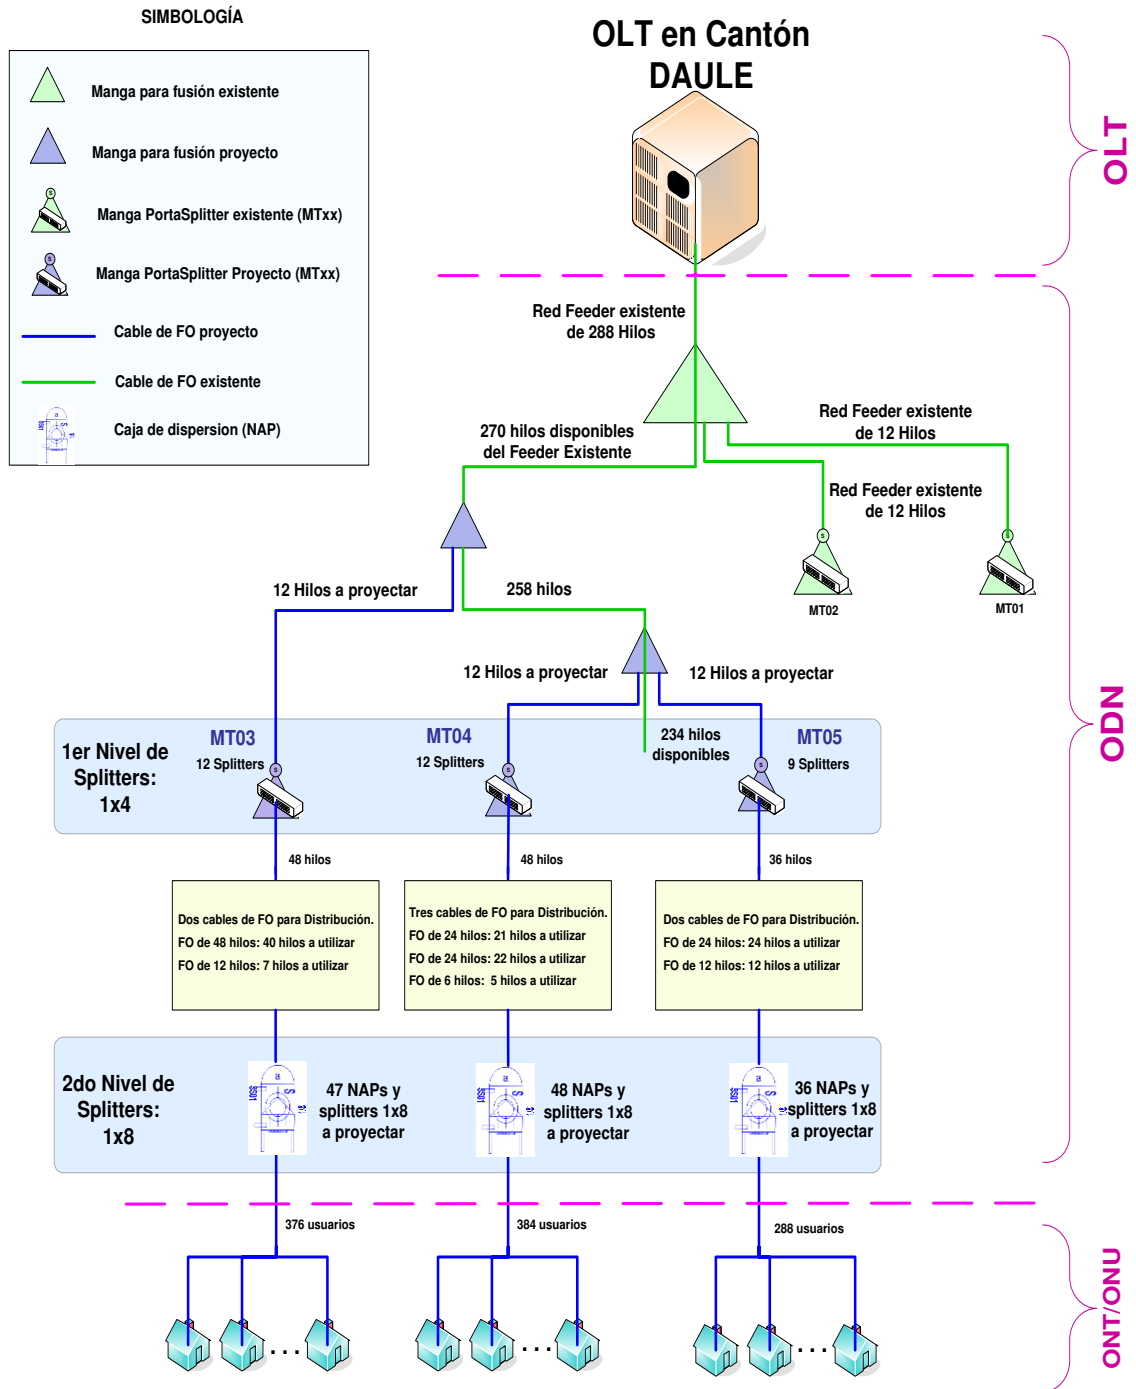 SIMBOLOGÍA
Manga para fusión existente
Manga para fusión proyecto
S
Manga PortaSplitter existente (MTxx)
S
Manga PortaSplitter Proyecto (MTxx)
Cable de FO proyecto
Cable de FO existente
Caja de dispersion (NAP)
OLT en Cantón
DAULE
OLT
Red Feeder existente
de 288 Hilos
270 hilos disponibles
del Feeder Existente
Red Feeder existente
de 12 Hilos
Red Feeder existente
de 12 Hilos
S
MT02
S
MT01
12 Hilos a proyectar
258 hilos
12 Hilos a proyectar
12 Hilos a proyectar
ODN
1er Nivel de
Splitters:
1x4
MT03
12 Splitters
S
MT04
12 Splitters
S
234 hilos
disponibles
MT05
9 Splitters
S
48 hilos
48 hilos
36 hilos
Dos cables de FO para Distribución.
FO de 48 hilos: 40 hilos a utilizar
FO de 12 hilos: 7 hilos a utilizar
Tres cables de FO para Distribución.
FO de 24 hilos: 21 hilos a utilizar
FO de 24 hilos: 22 hilos a utilizar
FO de 6 hilos: 5 hilos a utilizar
Dos cables de FO para Distribución.
FO de 24 hilos: 24 hilos a utilizar
FO de 12 hilos: 12 hilos a utilizar
2do Nivel de
Splitters:
1x8
47 NAPs y
splitters 1x8
a proyectar
48 NAPs y
splitters 1x8
a proyectar
36 NAPs y
splitters 1x8
a proyectar
376 usuarios
384 usuarios
288 usuarios
...
...
...
ONT/ONU